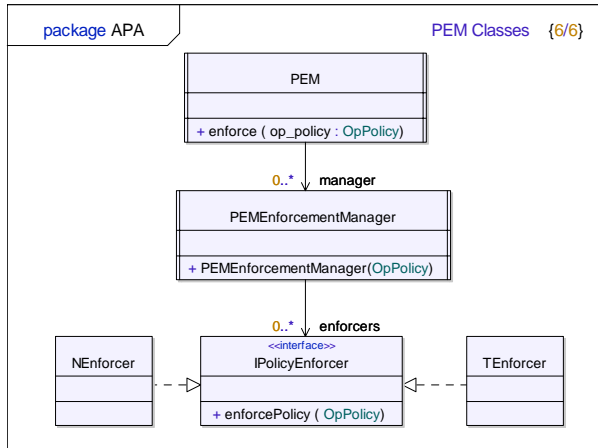 package APA
PEM Classes {6/6}
PEM
+ enforce ( op_policy : OpPolicy)
0..* manager
PEMEnforcementManager
+ PEMEnforcementManager(OpPolicy)
0..* enforcers
NEnforcer
<<interface>>
IPolicyEnforcer
+ enforcePolicy ( OpPolicy)
TEnforcer